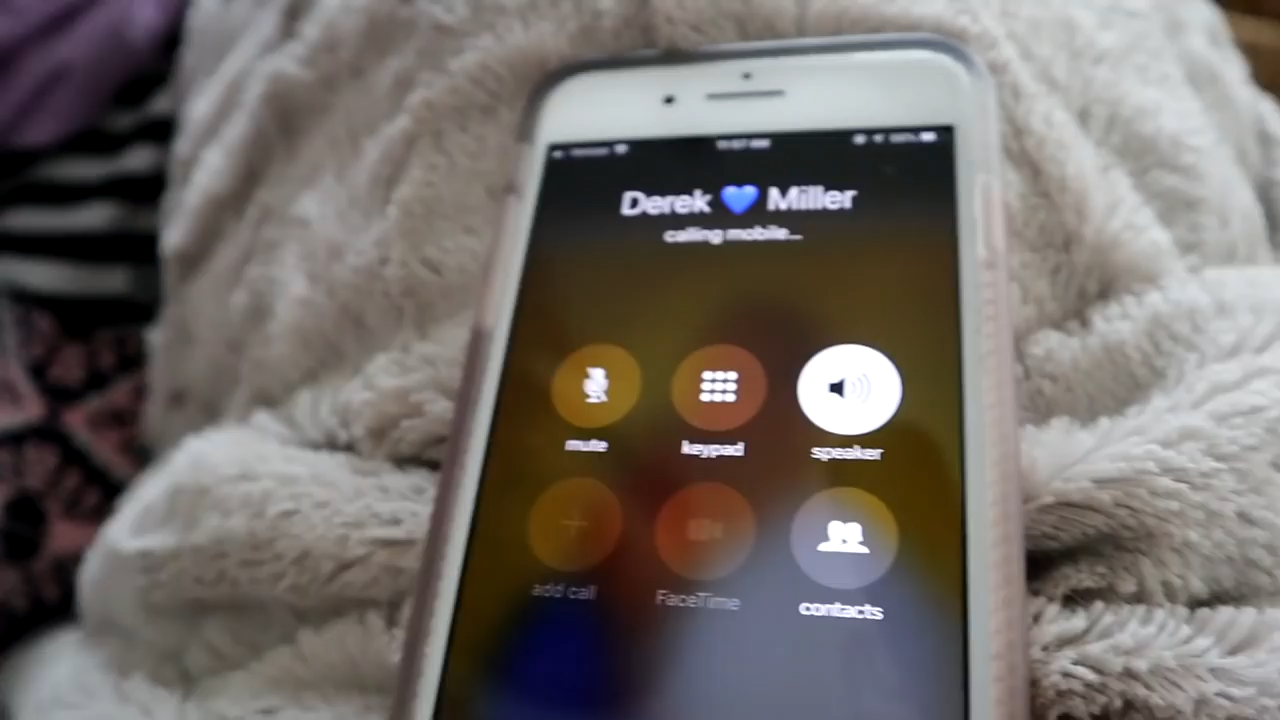 Derek 💙 Miller
calling mobile...
mute
keypad
speaker
add call
FaceTime
contacts